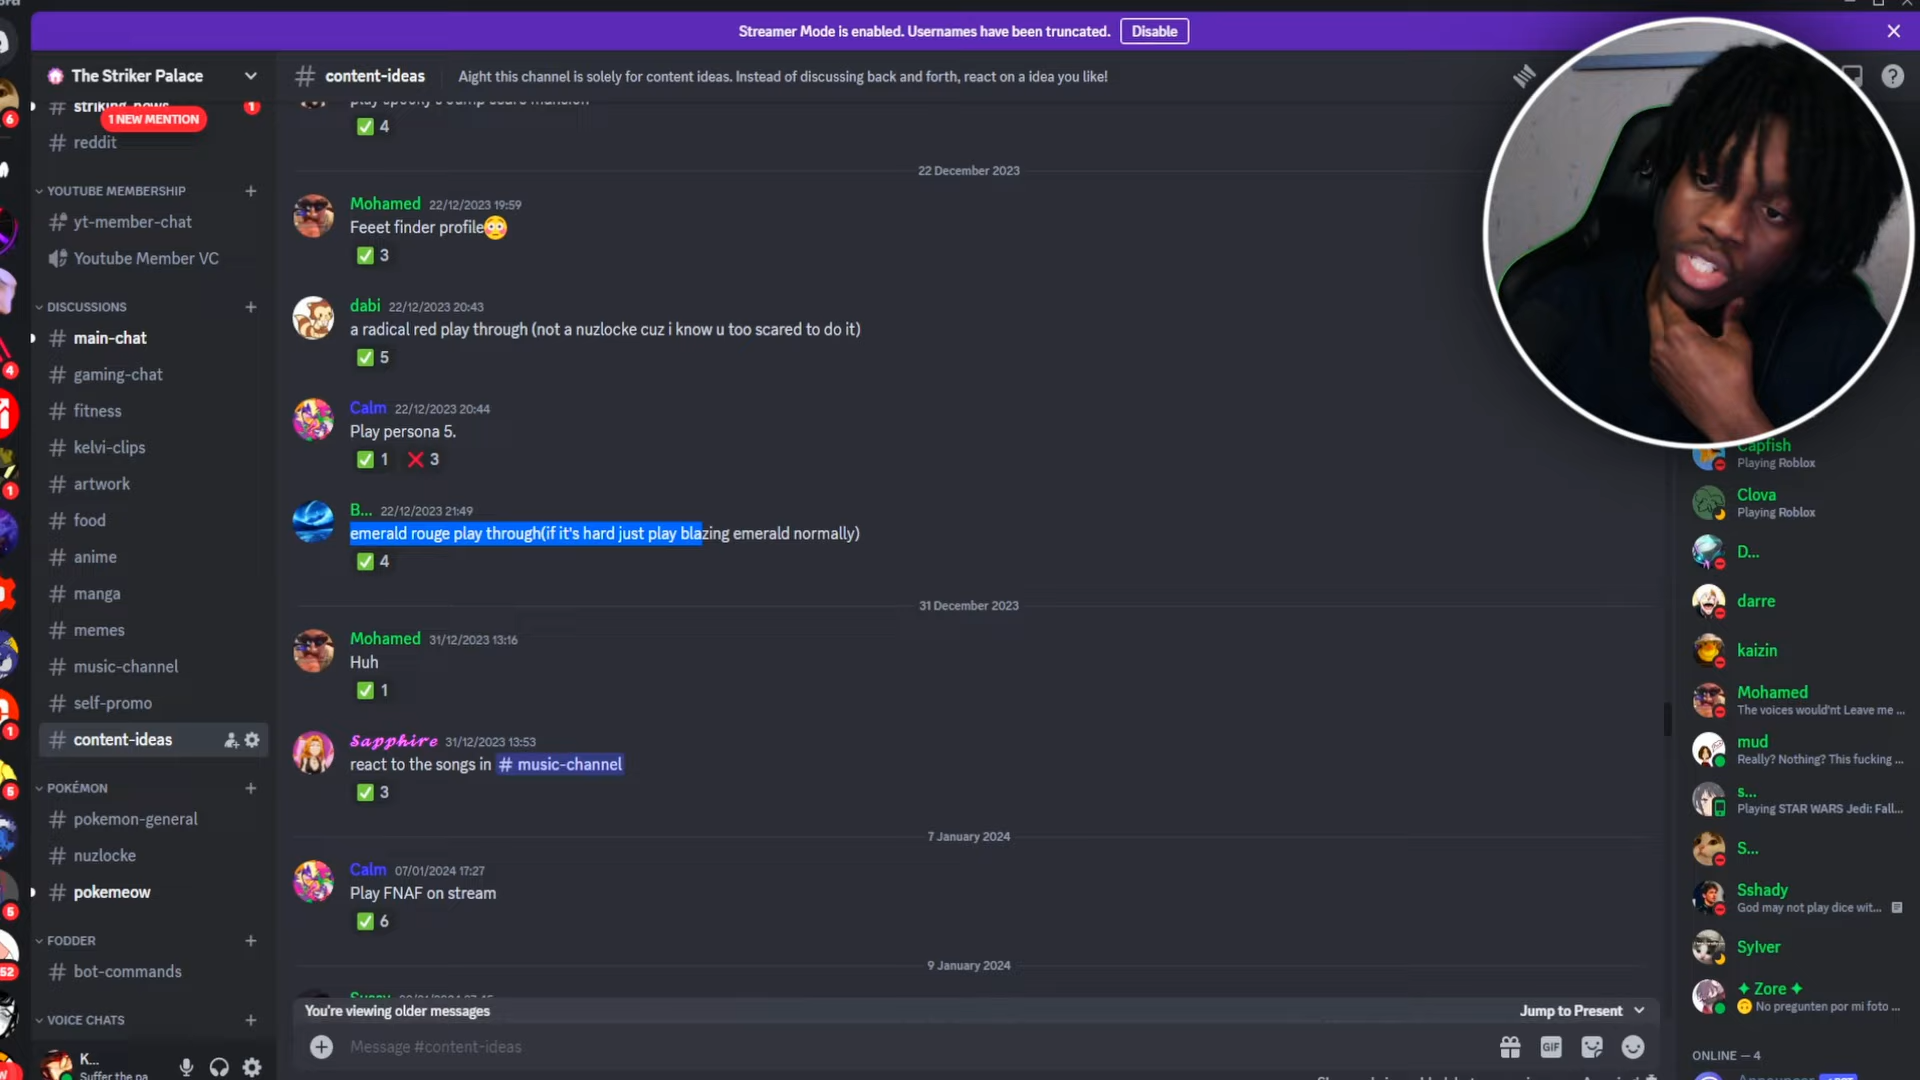 Streamer Mode is enabled. Usernames have been truncated. Disable
The Striker Palace
1 NEW MENTION
1
reddit
YOUTUBE MEMBERSHIP
yt-member-chat
Youtube Member VC
DISCUSSIONS
main-chat
gaming-chat
fitness
kelvi-clips
artwork
food
anime
manga
memes
music-channel
self-promo
content-ideas
POKÉMON
pokemon-general
nuzlocke
pokemeow
FODDER
bot-commands
VOICE CHATS
K...
Suffer the pa
6
4
1
1
5
5
52
content-ideas Aight this channel is solely for content ideas. Instead of discussing back and forth, react on a idea you like!
4
22 December 2023
Mohamed 22/12/2023 19:59
Feeet finder profile😳
3
dabi 22/12/2023 20:43
a radical red play through (not a nuzlocke cuz i know u too scared to do it)
5
Calm 22/12/2023 20:44
Play persona 5.
1 3
B... 22/12/2023 21:49
emerald rouge play through(if it's hard just play blazing emerald normally)
4
31 December 2023
Mohamed 31/12/2023 13:16
Huh
1
Sapphire 31/12/2023 13:53
react to the songs in # music-channel
3
7 January 2024
Calm 07/01/2024 17:27
Play FNAF on stream
6
9 January 2024
You're viewing older messages Jump to Present
Message #content-ideas
GIF
Capfish
Playing Roblox
Clova
Playing Roblox
D...
darre
kaizin
Mohamed
The voices would'nt Leave me ...
mud
Really? Nothing? This fucking ...
s...
Playing STAR WARS Jedi: Fall...
S...
Sshady
God may not play dice wit...
Sylver
✦ Zore ✦
No pregunten por mi foto ...
ONLINE — 4